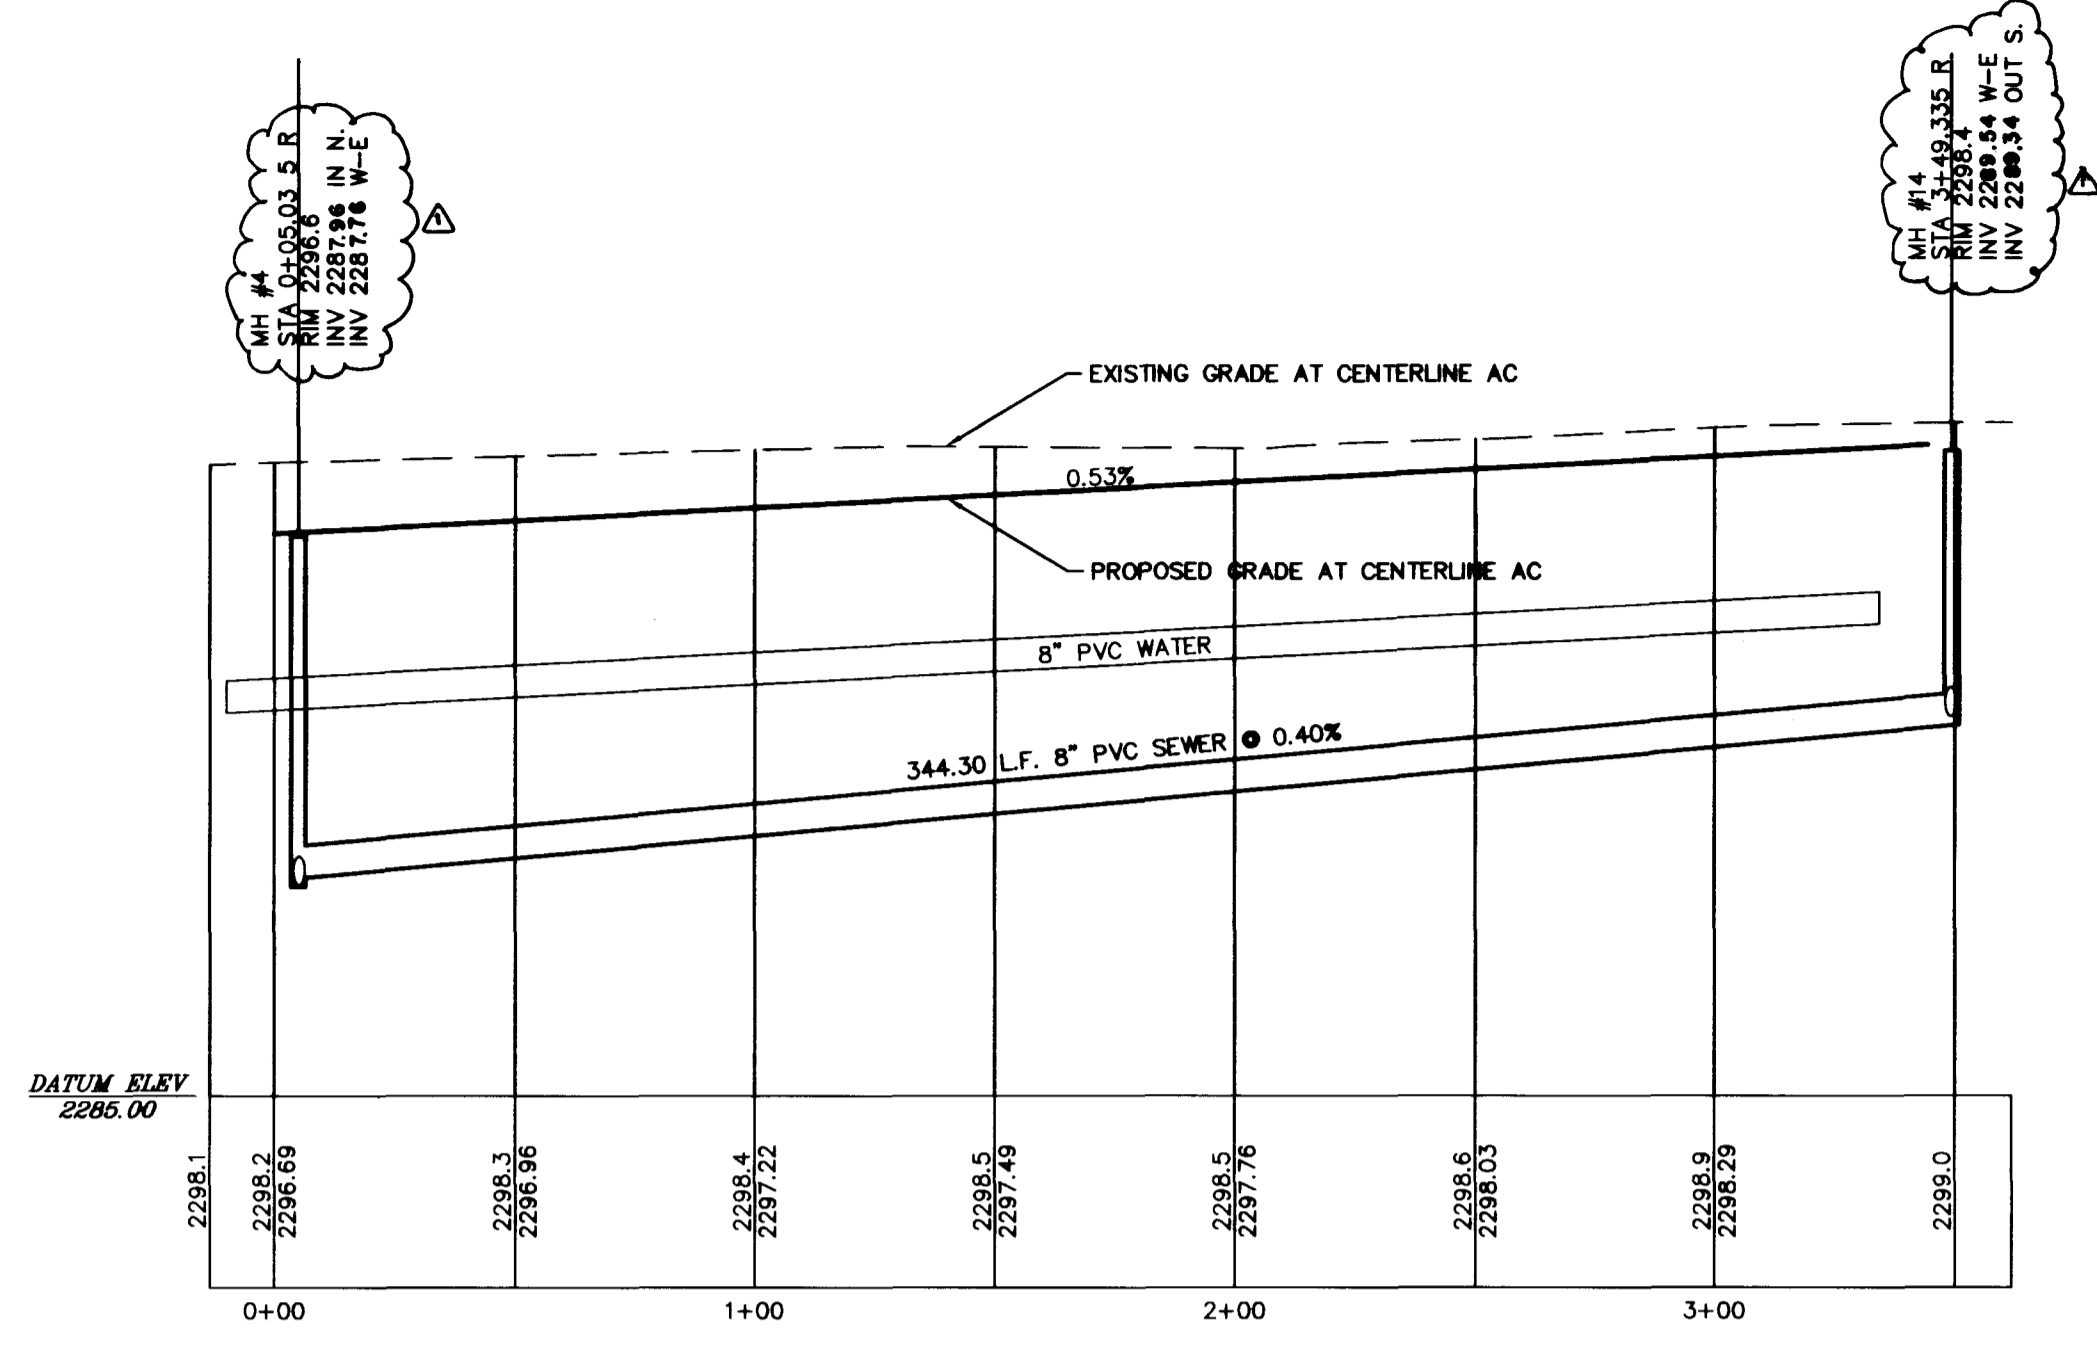 MH #4
STA 0+05.03 5 R
RIM 2296.6
INV 2287.96 IN N.
INV 2287.76 W-E
1
MH #14
STA 3+49.335 R
RIM 2298.4
INV W-E
INV OUT S.
EXISTING GRADE AT CENTERLINE AC
0.53%
PROPOSED GRADE AT CENTERLINE AC
8" PVC WATER
344.30 L.F. 8" PVC SEWER @ 0.40%
DATUM ELEV
2285.00
2298.1
2298.2
2296.69
2298.3
2296.96
2298.4
2297.22
2298.5
2297.49
2298.5
2297.76
2298.6
2298.03
2298.9
2298.29
2299.0
0+00
1+00
2+00
3+00